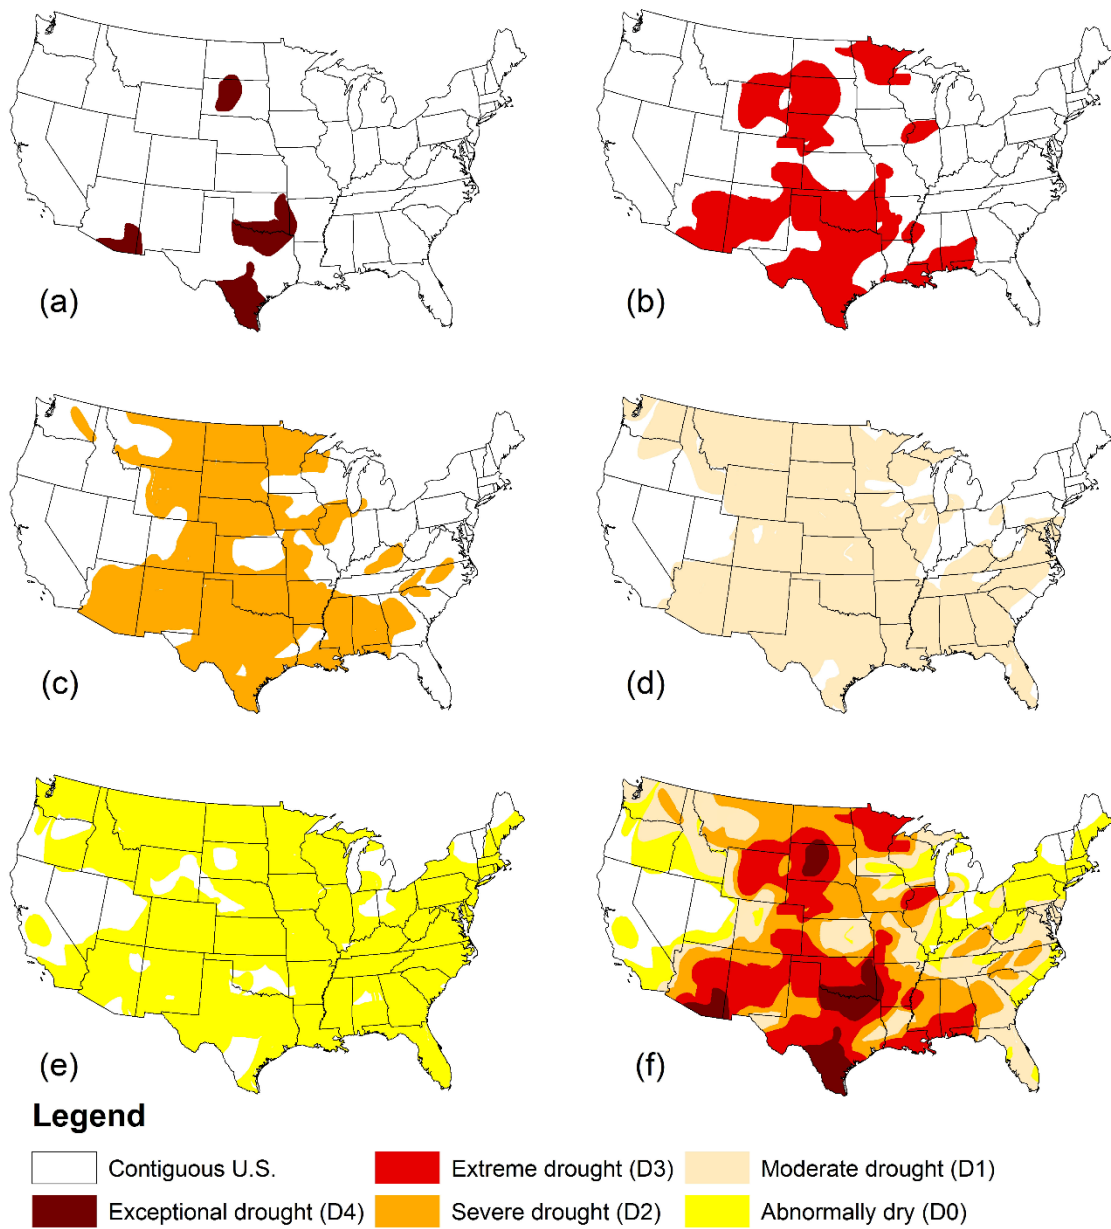 (a)
(b)
(c)
(d)
(e)
(f)
Legend
Contiguous U.S.
Extreme drought (D3)
Moderate drought (D1)
Exceptional drought (D4)
Severe drought (D2)
Abnormally dry (D0)